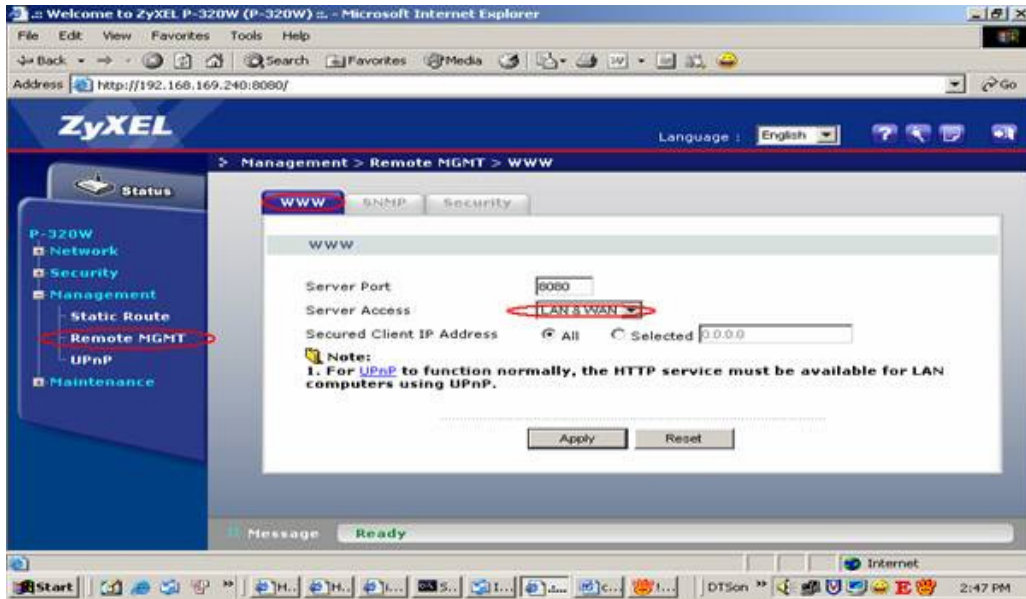 .:: Welcome to ZyXEL P-320W (P-320W) ::. - Microsoft Internet Explorer
File Edit View Favorites Tools Help
Back Search Favorites Media
Address http://192.168.169.240:8080/ Go
ZyXEL
Language : English
Management > Remote MGMT > WWW
Status
WWW SNMP Security
P-320W
Network
Security
Management
Static Route
Remote MGMT
UPnP
Maintenance
WWW
Server Port 8080
Server Access LAN & WAN
Secured Client IP Address All Selected 0.0.0.0
Note:
1. For UPnP to function normally, the HTTP service must be available for LAN
computers using UPnP.
Apply Reset
Message Ready
Internet
Start DTSon 2:47 PM